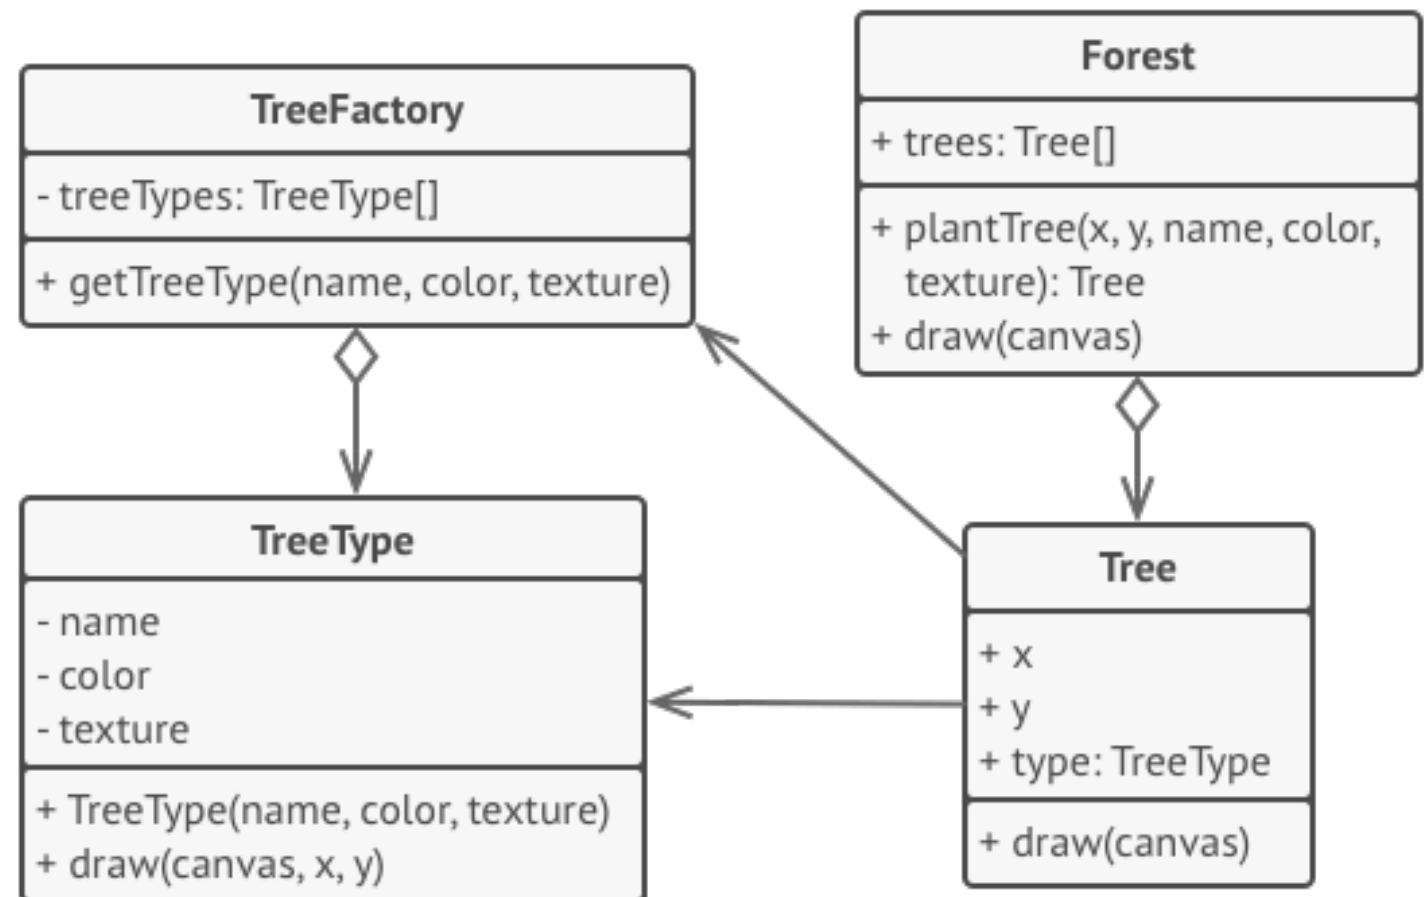 TreeFactory
- treeTypes: TreeType[]
+ getTreeType(name, color, texture)
Forest
+ trees: Tree[]
+ plantTree(x, y, name, color,
texture): Tree
+ draw(canvas)
TreeType
- name
- color
- texture
+ TreeType(name, color, texture)
+ draw(canvas, x, y)
Tree
+ x
+ y
+ type: TreeType
+ draw(canvas)